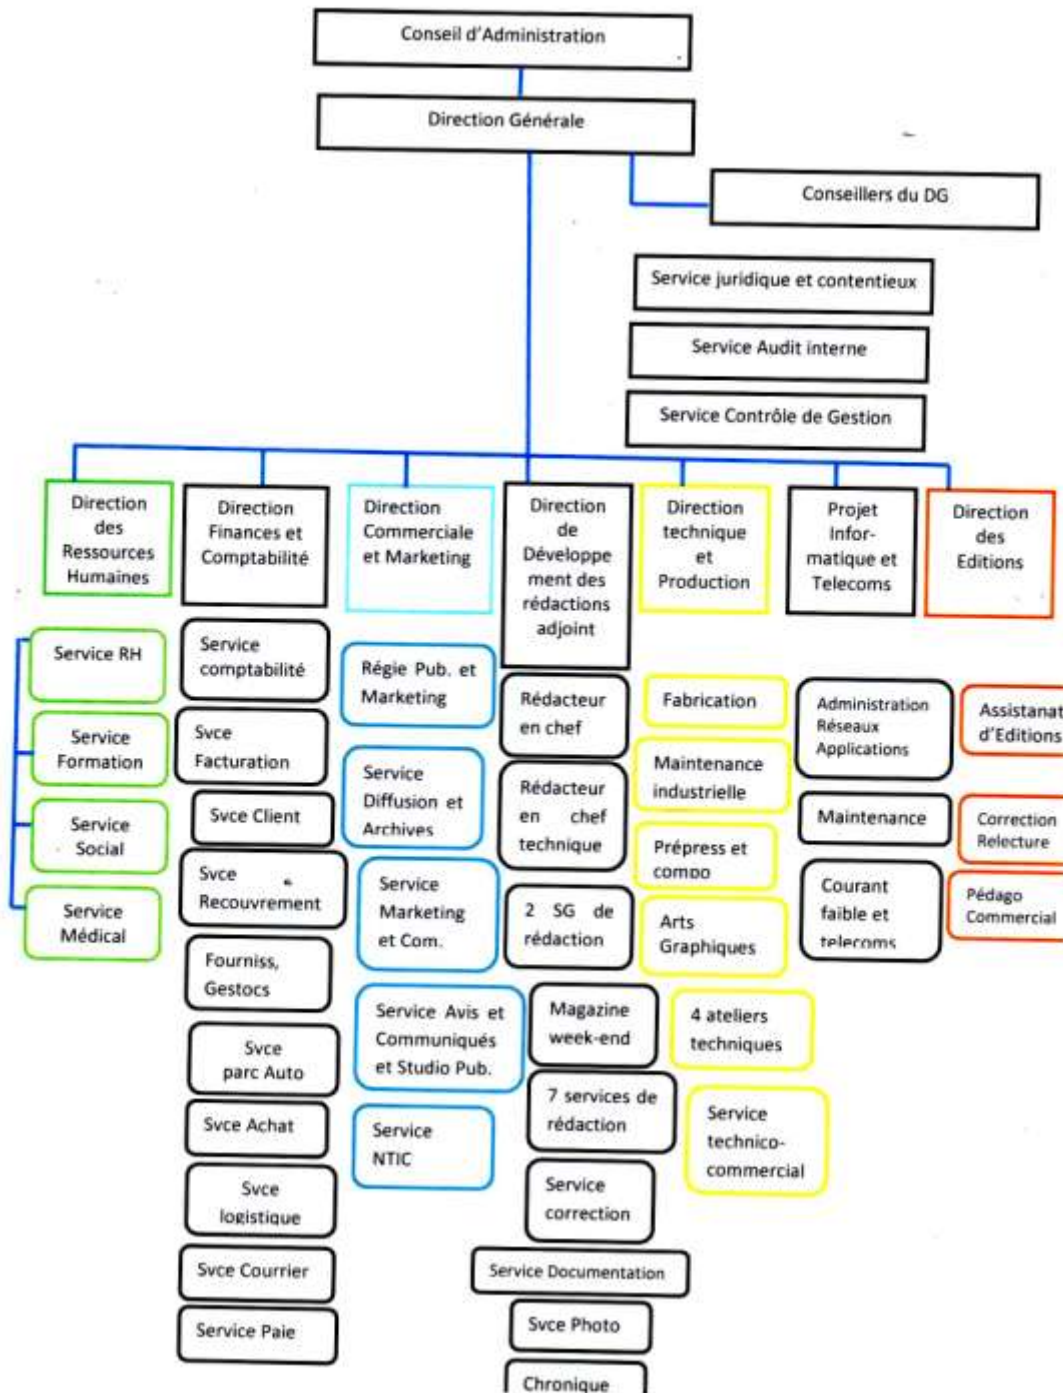 Conseil d'Administration
Direction Générale
Conseillers du DG
Service juridique et contentieux
Service Audit interne
Service Contrôle de Gestion
Direction
des
Ressources
Humaines
Direction
Finances et
Comptabilité
Direction
Commerciale
et Marketing
Direction
de
Développe
ment des
rédactions
adjoint
Direction
technique
et
Production
Projet
Infor-
matique et
Telecoms
Direction
des
Editions
Service RH
Service
Formation
Service
Social
Service
Médical
Service
comptabilité
Svce
Facturation
Svce Client
Svce
Recouvrement
Fourniss,
Gestocs
Svce
parc Auto
Svce Achat
Svce
logistique
Svce Courrier
Service Paie
Régie Pub. et
Marketing
Service
Diffusion et
Archives
Service
Marketing
et Com.
Service Avis et
Communiqués
et Studio Pub.
Service
NTIC
Rédacteur
en chef
Rédacteur
en chef
technique
2 SG de
rédaction
Magazine
week-end
7 services de
rédaction
Service
correction
Service Documentation
Svce Photo
Chronique
Fabrication
Maintenance
industrielle
Prépress et
compo
Arts
Graphiques
4 ateliers
techniques
Service
technico-
commercial
Administration
Réseaux
Applications
Maintenance
Courant
faible et
telecoms
Assistanat
d'Editions
Correction
Relecture
Pédago
Commercial